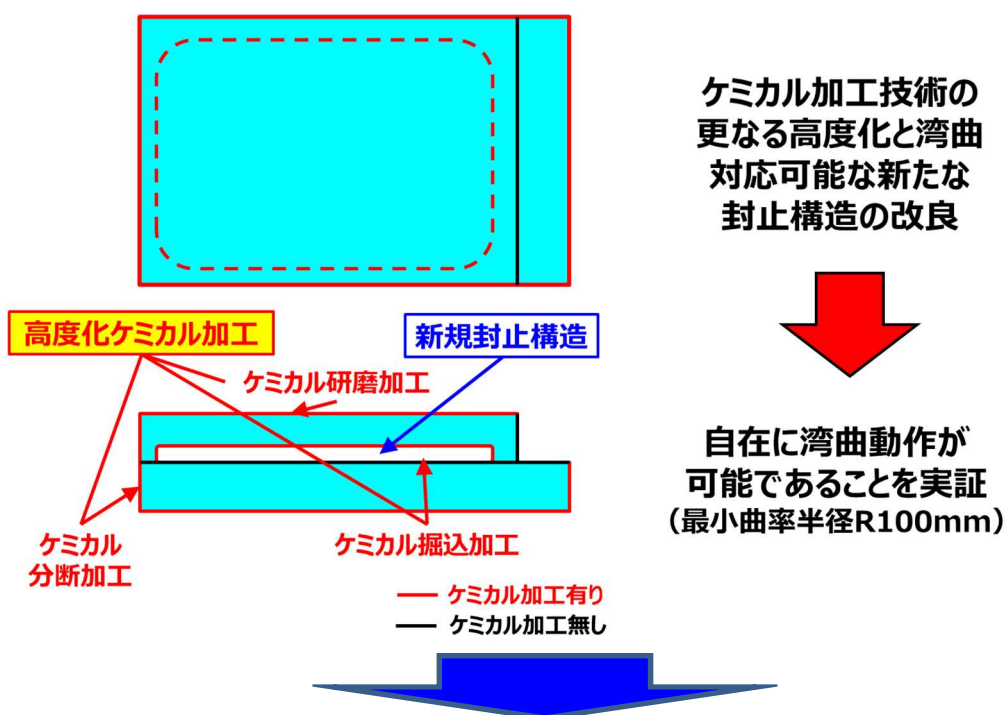 ケミカル加工技術の
更なる高度化と湾曲
対応可能な新たな
封止構造の改良
高度化ケミカル加工
新規封止構造
ケミカル研磨加工
自在に湾曲動作が
可能であることを実証
（最小曲率半径R100mm）
ケミカル
分断加工
ケミカル掘込加工
ケミカル加工有り
ケミカル加工無し